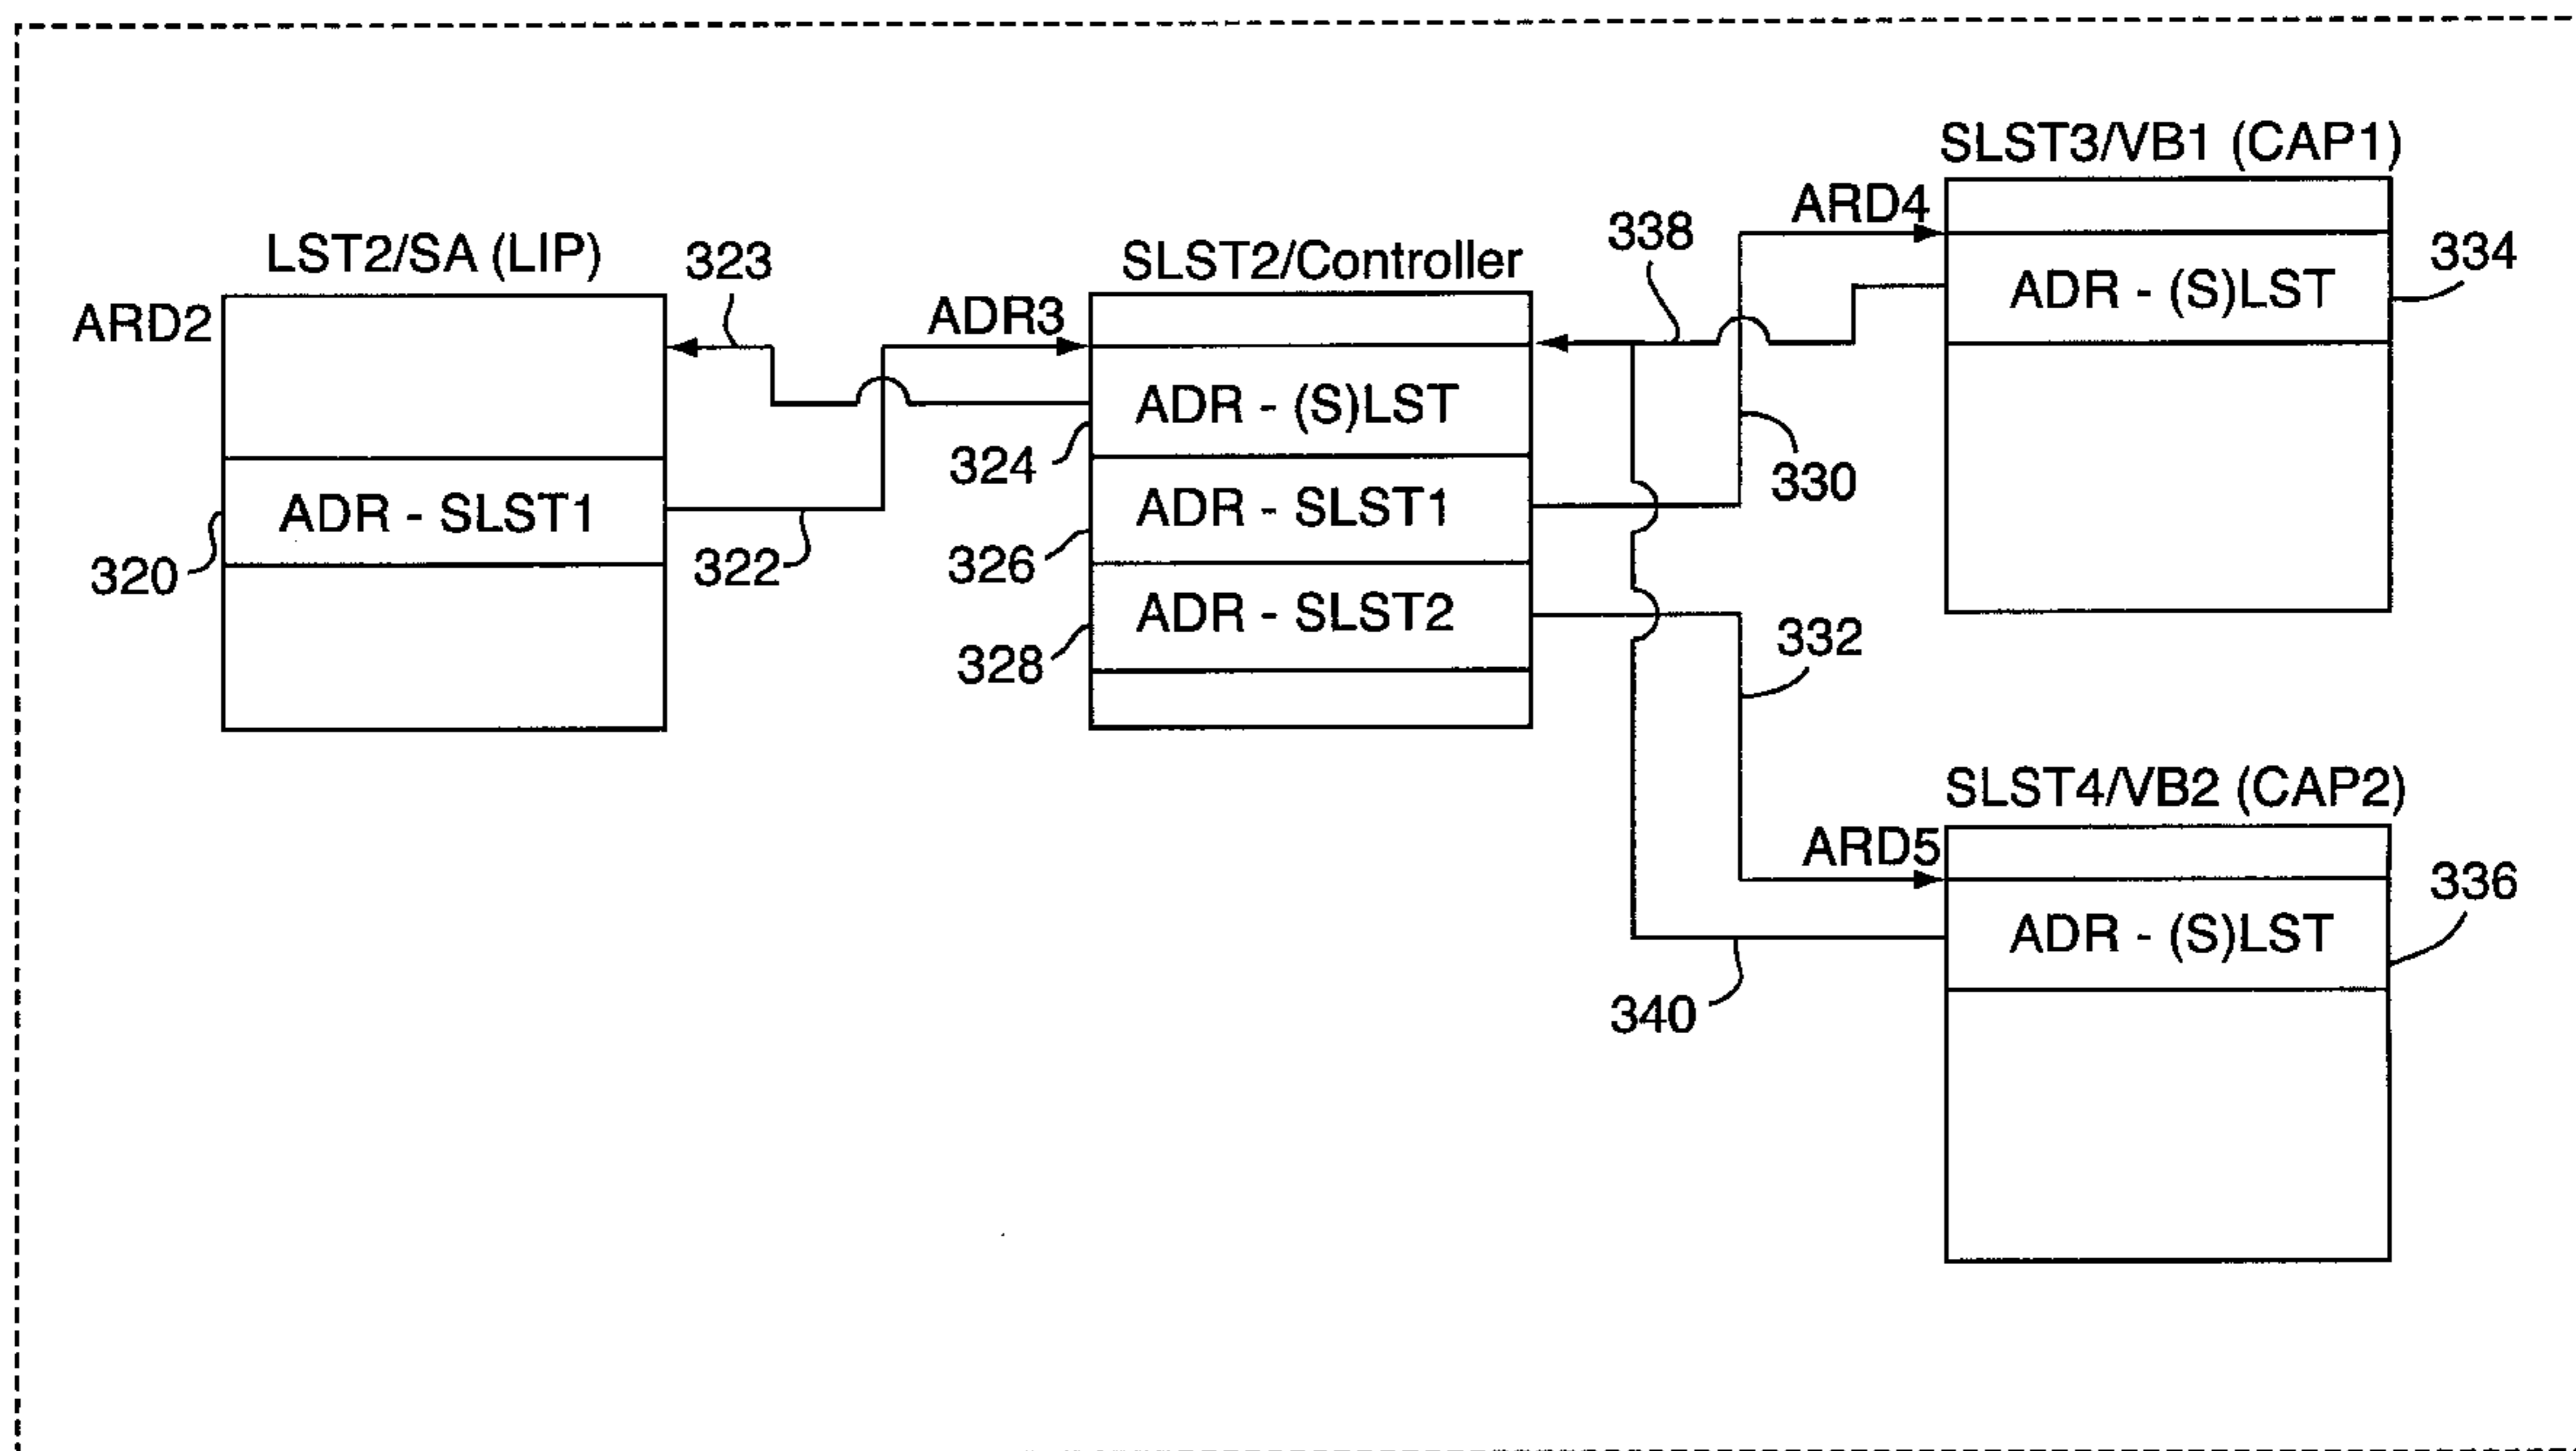 LST2/SA (LIP)
ARD2
ADR - SLST1
320
322
323
SLST2/Controller
ADR3
ADR - (S)LST
324
ADR - SLST1
326
ADR - SLST2
328
338
330
332
340
SLST3/VB1 (CAP1)
ARD4
ADR - (S)LST
334
SLST4/VB2 (CAP2)
ARD5
ADR - (S)LST
336